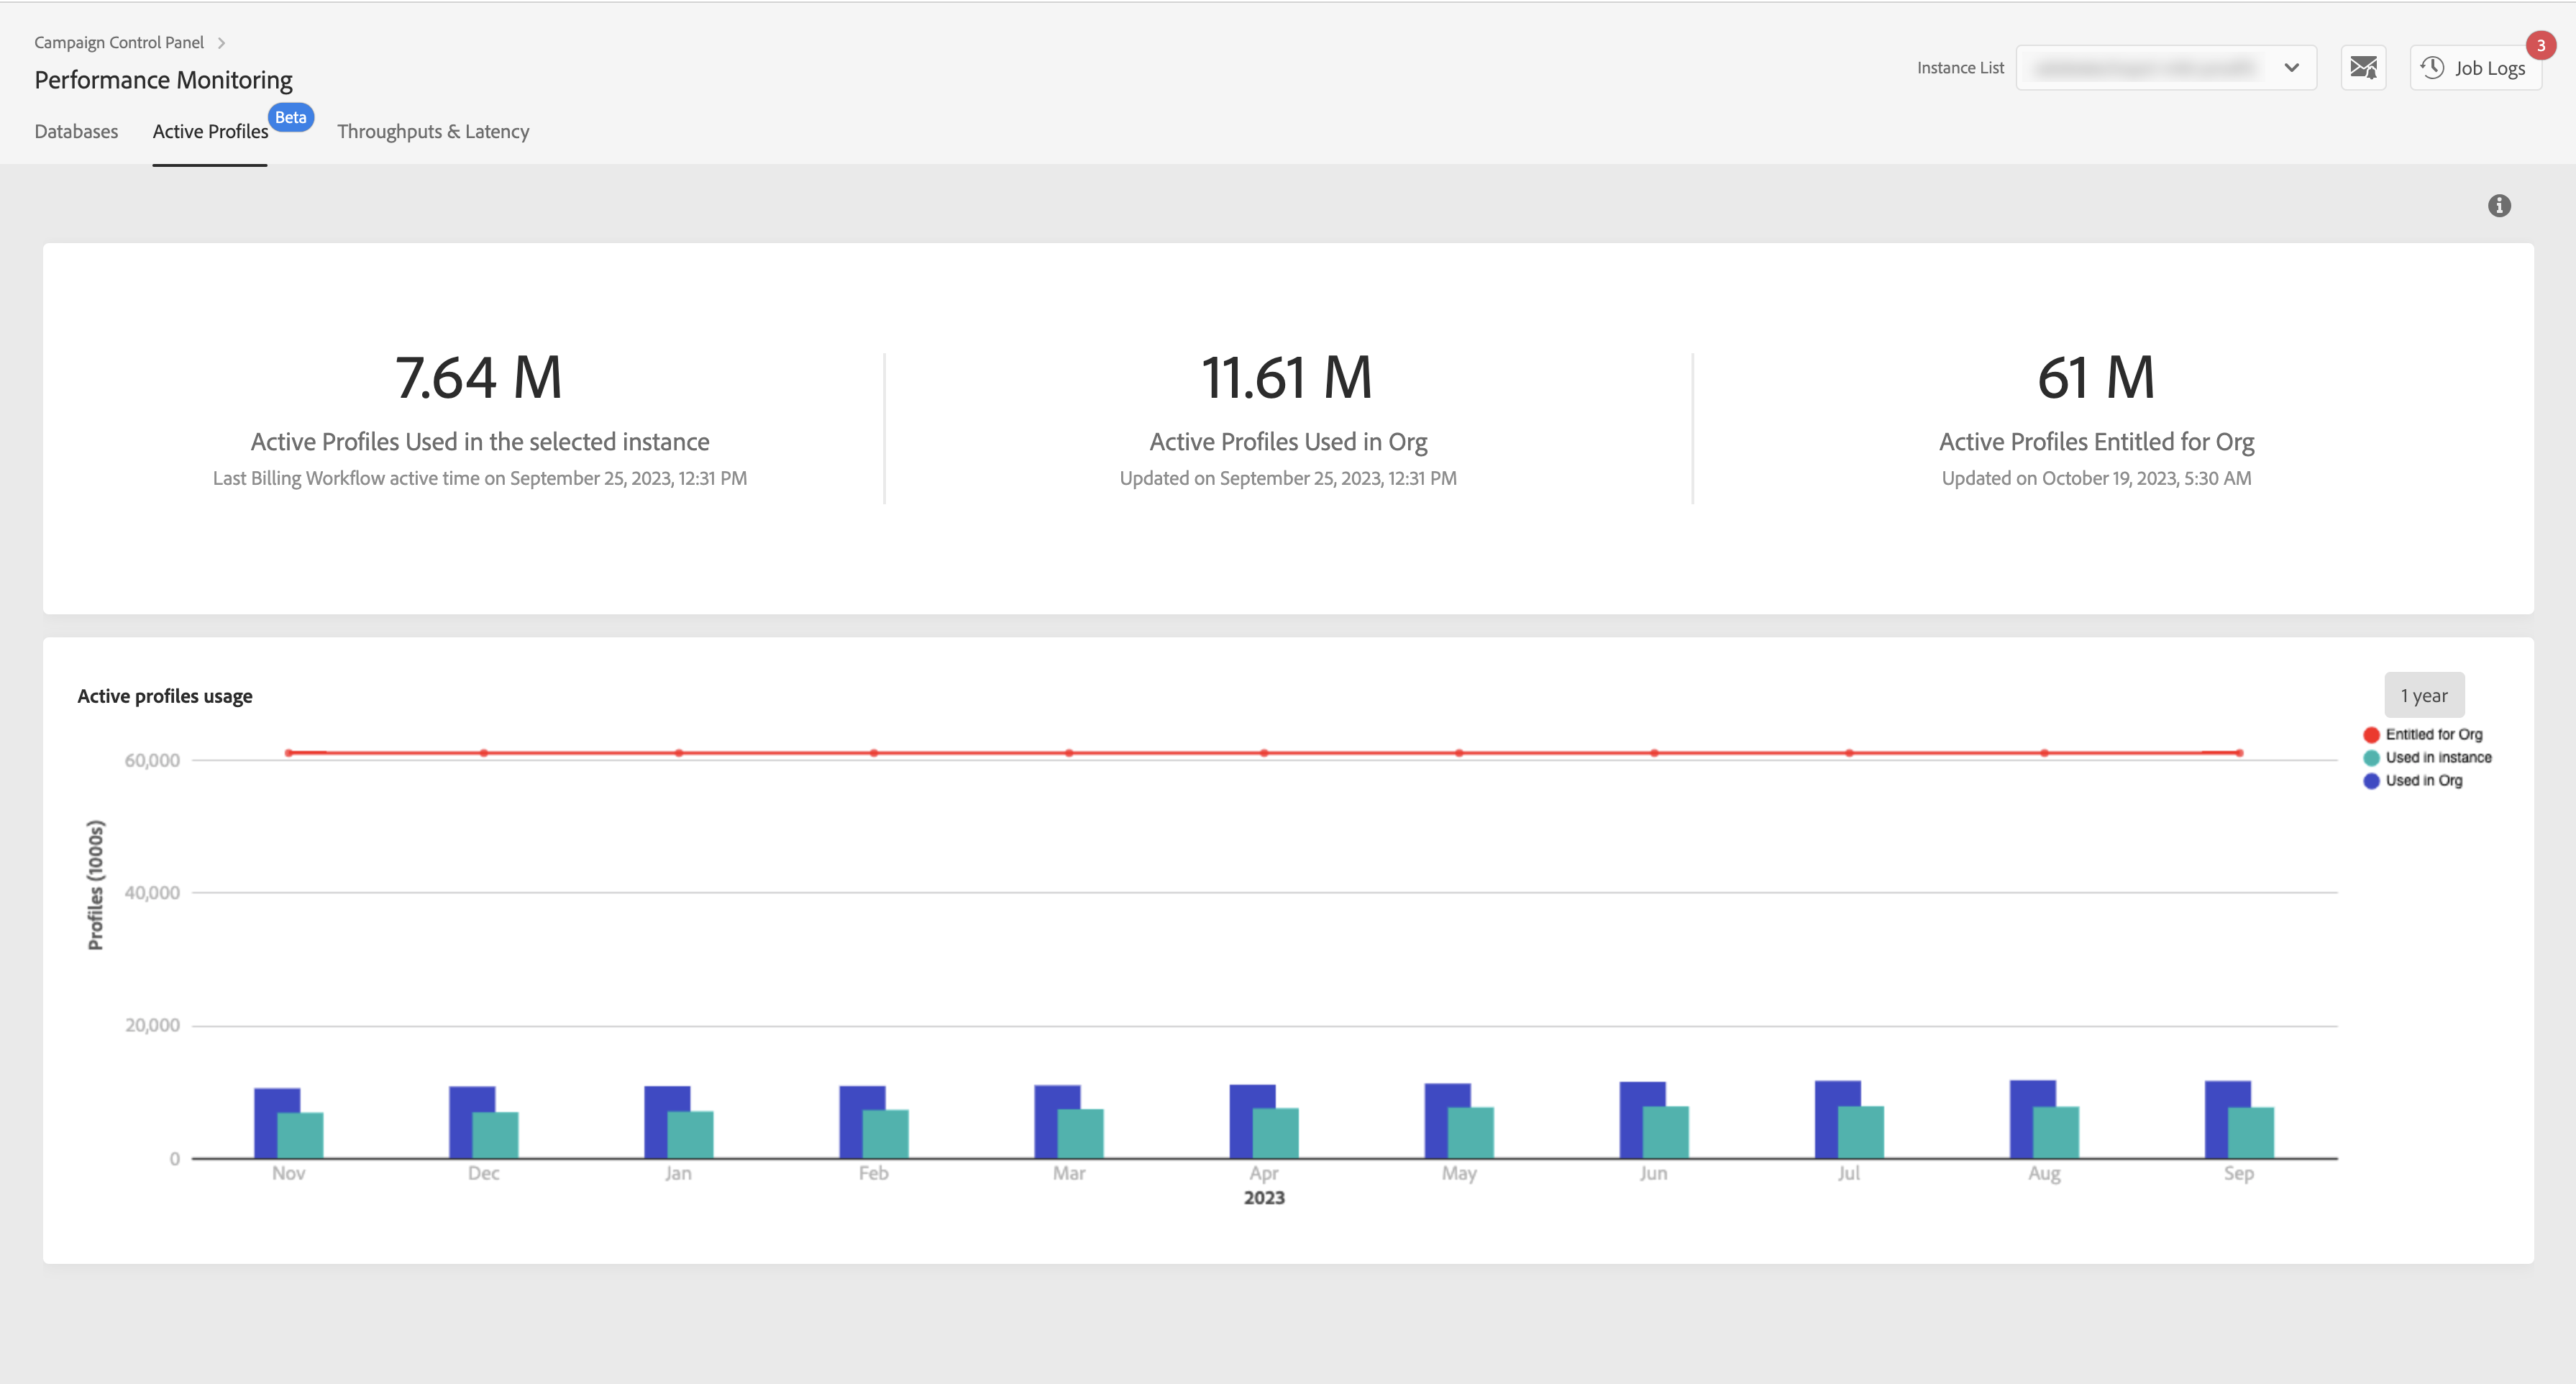 Campaign Control Panel
Performance Monitoring
Instance List
Job Logs
3
Databases
Active Profiles
Beta
Throughputs & Latency
7.64 M
Active Profiles Used in the selected instance
Last Billing Workflow active time on September 25, 2023, 12:31 PM
11.61 M
Active Profiles Used in Org
Updated on September 25, 2023, 12:31 PM
61 M
Active Profiles Entitled for Org
Updated on October 19, 2023, 5:30 AM
Active profiles usage
1 year
Entitled for Org
Used in instance
Used in Org
Profiles (1000s)
60,000
40,000
20,000
0
Nov Dec Jan Feb Mar Apr May Jun Jul Aug Sep
2023